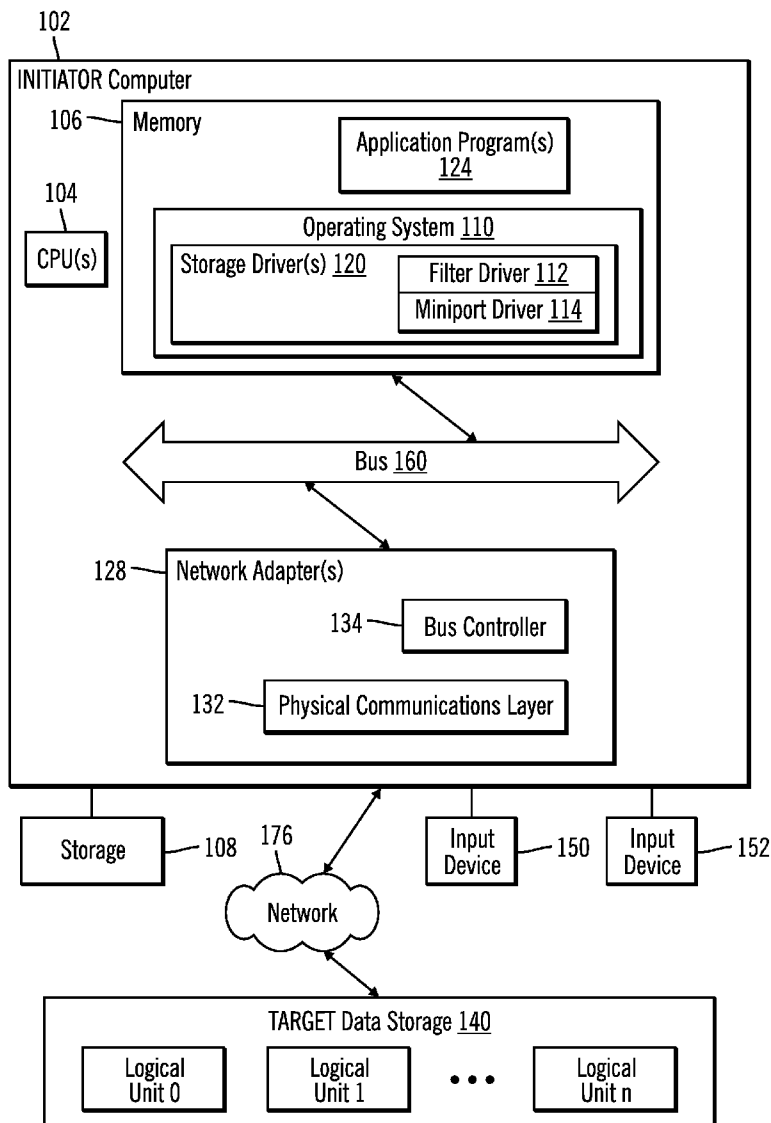 102
INITIATOR Computer
106
Memory
Application Program(s)
124
104
CPU(s)
Operating System 110
Storage Driver(s) 120
Filter Driver 112
Miniport Driver 114
Bus 160
128
Network Adapter(s)
134
Bus Controller
132
Physical Communications Layer
Storage
108
176
Network
Input
Device
150
Input
Device
152
TARGET Data Storage 140
Logical
Unit 0
Logical
Unit 1
•••
Logical
Unit n